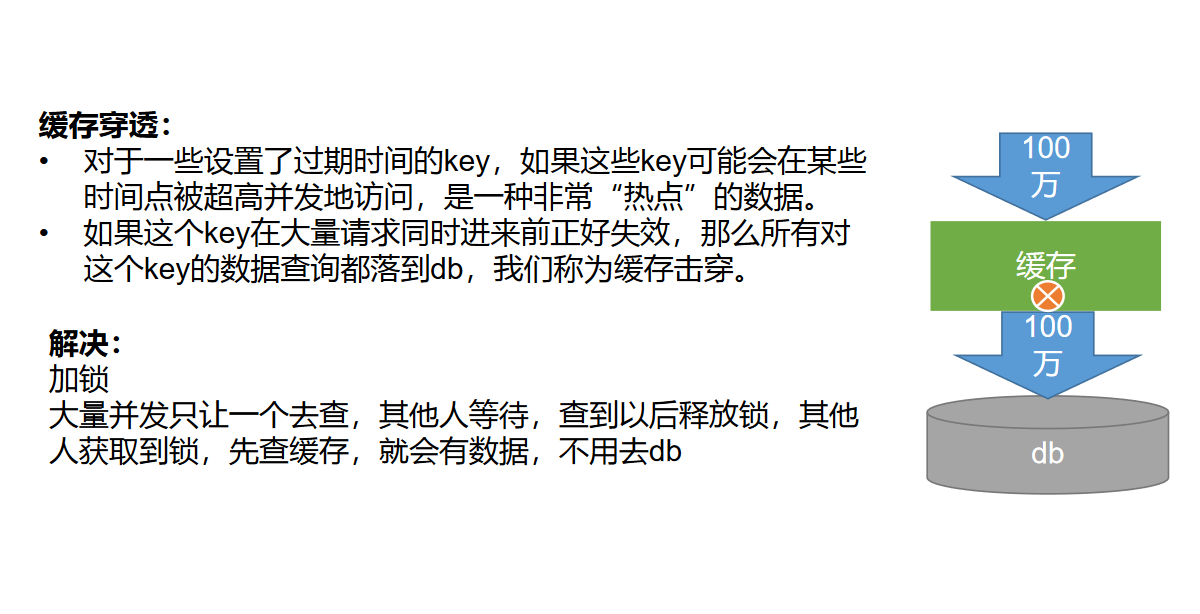 缓存穿透：
• 对于一些设置了过期时间的key，如果这些key可能会在某些
时间点被超高并发地访问，是一种非常“热点”的数据。
• 如果这个key在大量请求同时进来前正好失效，那么所有对
这个key的数据查询都落到db，我们称为缓存击穿。
解决：
加锁
大量并发只让一个去查，其他人等待，查到以后释放锁，其他
人获取到锁，先查缓存，就会有数据，不用去db
100
万
缓存
100
万
db